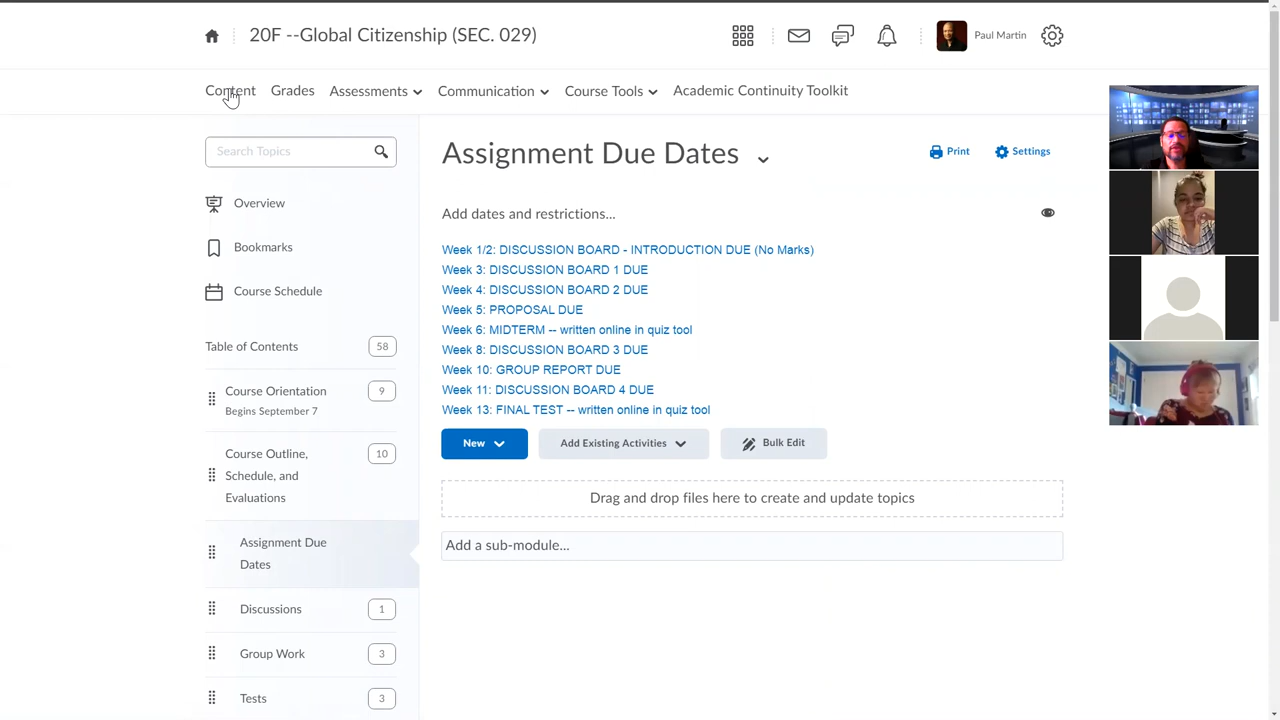 20F --Global Citizenship (SEC. 029)
Paul Martin
Content Grades Assessments Communication Course Tools Academic Continuity Toolkit
Search Topics
Overview
Bookmarks
Course Schedule
Table of Contents 58
Course Orientation 9
Begins September 7
Course Outline, 10
Schedule, and
Evaluations
Assignment Due
Dates
Discussions 1
Group Work 3
Tests 3
Assignment Due Dates
Print Settings
Add dates and restrictions...
Week 1/2: DISCUSSION BOARD - INTRODUCTION DUE (No Marks)
Week 3: DISCUSSION BOARD 1 DUE
Week 4: DISCUSSION BOARD 2 DUE
Week 5: PROPOSAL DUE
Week 6: MIDTERM -- written online in quiz tool
Week 8: DISCUSSION BOARD 3 DUE
Week 10: GROUP REPORT DUE
Week 11: DISCUSSION BOARD 4 DUE
Week 13: FINAL TEST -- written online in quiz tool
New Add Existing Activities Bulk Edit
Drag and drop files here to create and update topics
Add a sub-module...